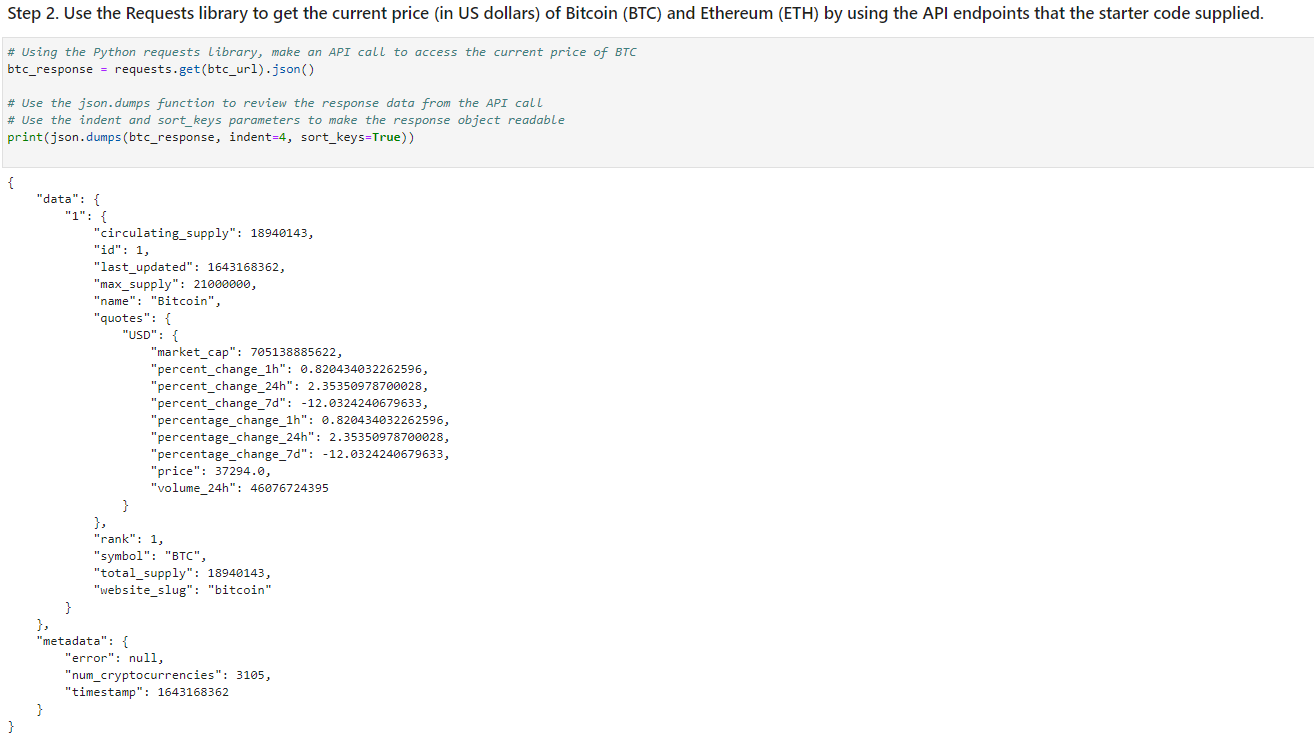 Step 2. Use the Requests library to get the current price (in US dollars) of Bitcoin (BTC) and Ethereum (ETH) by using the API endpoints that the starter code supplied.
# Using the Python requests library, make an API call to access the current price of BTC
btc_response = requests.get(btc_url).json()
# Use the json.dumps function to review the response data from the API call
# Use the indent and sort_keys parameters to make the response object readable
print(json.dumps(btc_response, indent=4, sort_keys=True))
{
    "data": {
        "1": {
            "circulating_supply": 18940143,
            "id": 1,
            "last_updated": 1643168362,
            "max_supply": 21000000,
            "name": "Bitcoin",
            "quotes": {
                "USD": {
                    "market_cap": 705138885622,
                    "percent_change_1h": 0.820434032262596,
                    "percent_change_24h": 2.35350978700028,
                    "percent_change_7d": -12.0324240679633,
                    "percentage_change_1h": 0.820434032262596,
                    "percentage_change_24h": 2.35350978700028,
                    "percentage_change_7d": -12.0324240679633,
                    "price": 37294.0,
                    "volume_24h": 46076724395
                }
            },
            "rank": 1,
            "symbol": "BTC",
            "total_supply": 18940143,
            "website_slug": "bitcoin"
        }
    },
    "metadata": {
        "error": null,
        "num_cryptocurrencies": 3105,
        "timestamp": 1643168362
    }
}